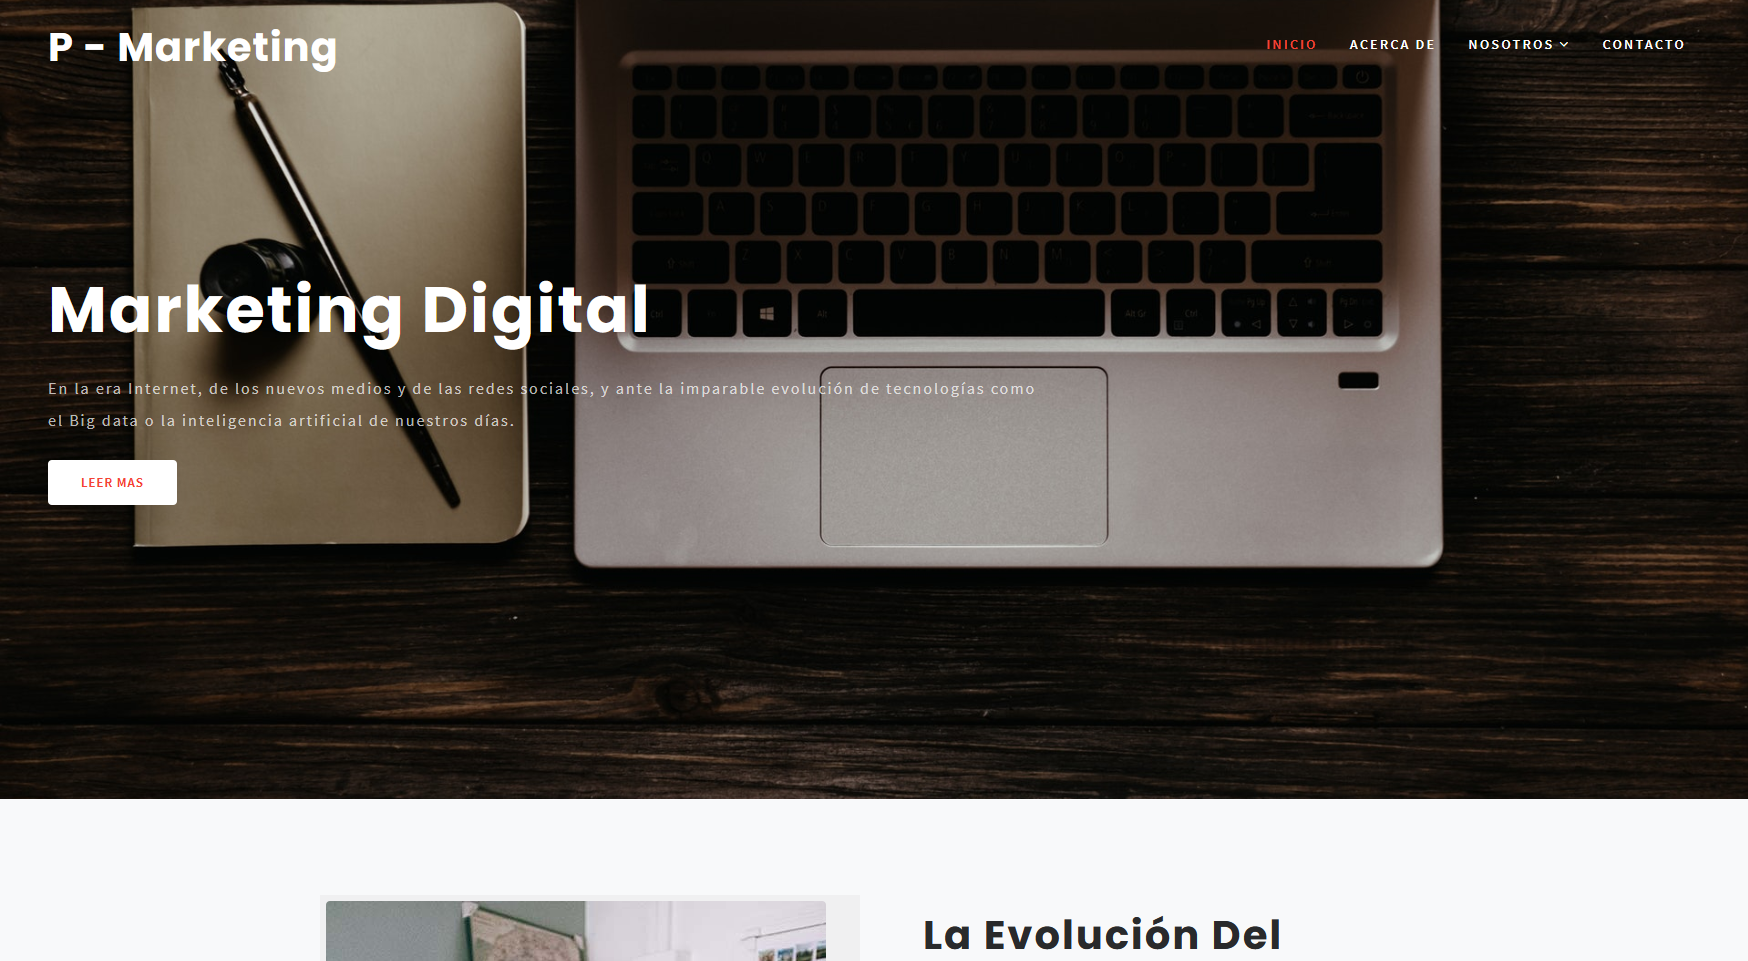 P - Marketing
INICIO ACERCA DE NOSOTROS CONTACTO
Marketing Digital
En la era Internet, de los nuevos medios y de las redes sociales, y ante la imparable evolución de tecnologías como
el Big data o la inteligencia artificial de nuestros días.
LEER MAS
La Evolución Del